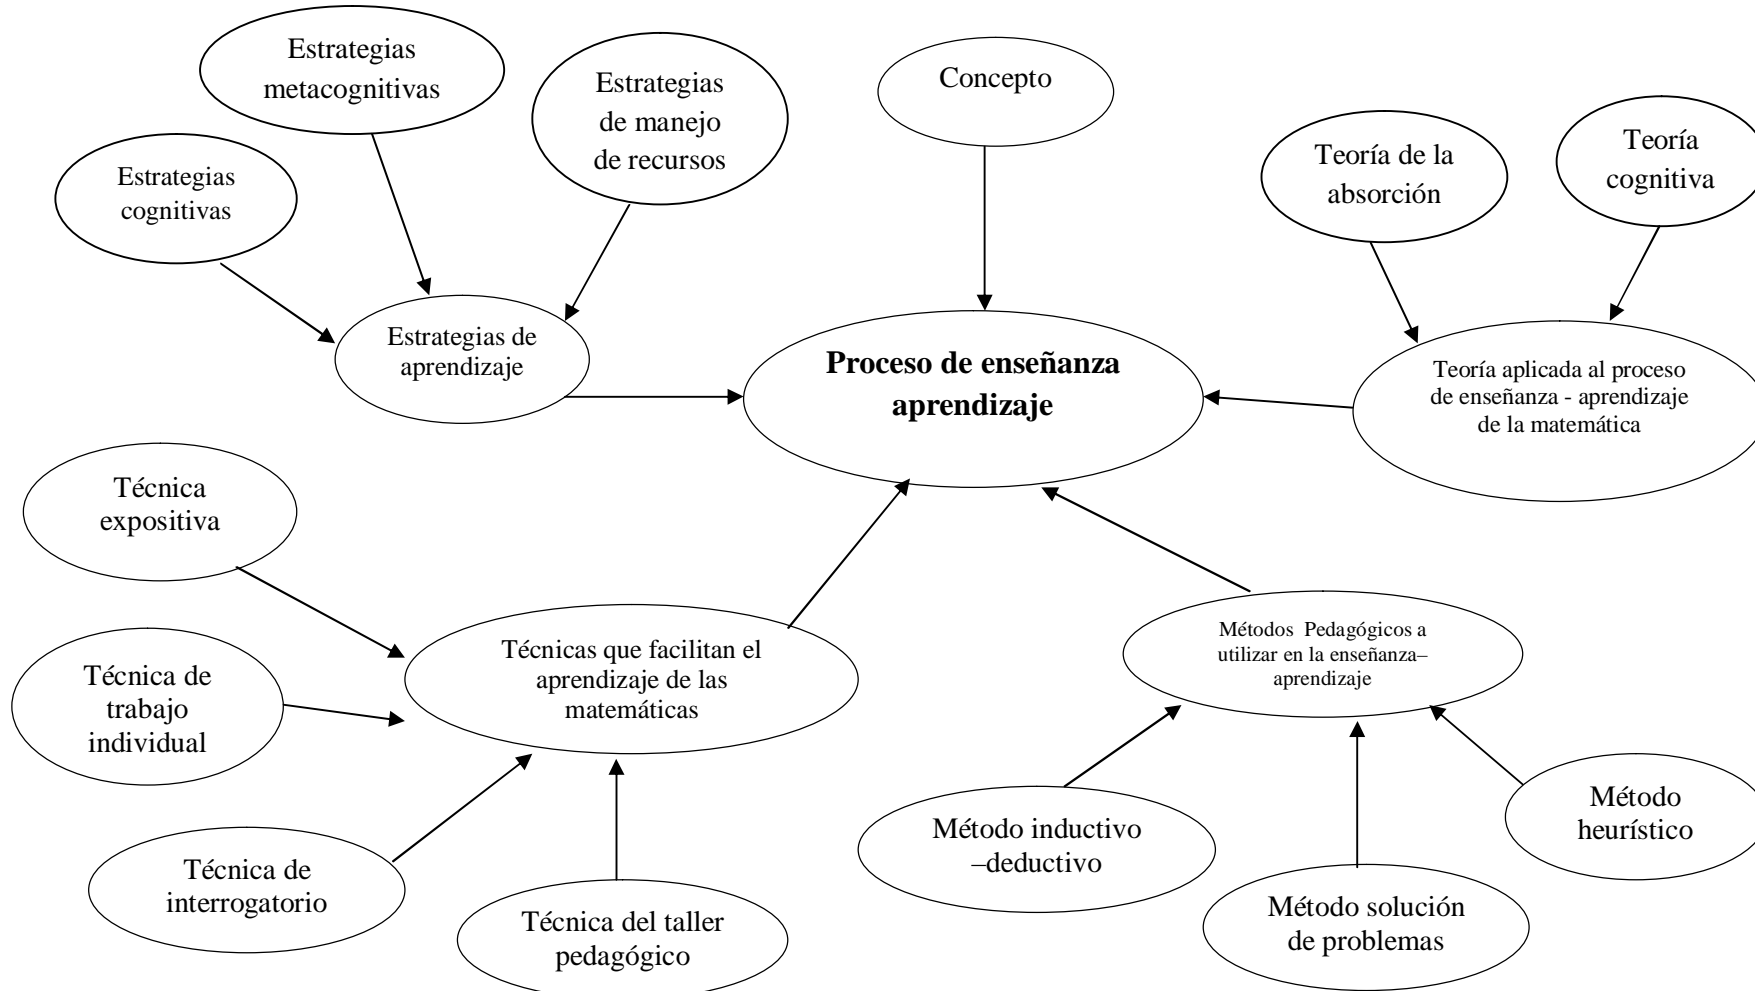 Estrategias
metacognitivas
Estrategias
de manejo
de recursos
Concepto
Teoría de la
absorción
Teoría
cognitiva
Estrategias
cognitivas
Estrategias de
aprendizaje
Proceso de enseñanza
aprendizaje
Teoría aplicada al proceso
de enseñanza - aprendizaje
de la matemática
Técnica
expositiva
Técnica de
trabajo
individual
Técnicas que facilitan el
aprendizaje de las
matemáticas
Métodos Pedagógicos a
utilizar en la enseñanza–
aprendizaje
Técnica de
interrogatorio
Técnica del taller
pedagógico
Método inductivo
–deductivo
Método solución
de problemas
Método
heurístico